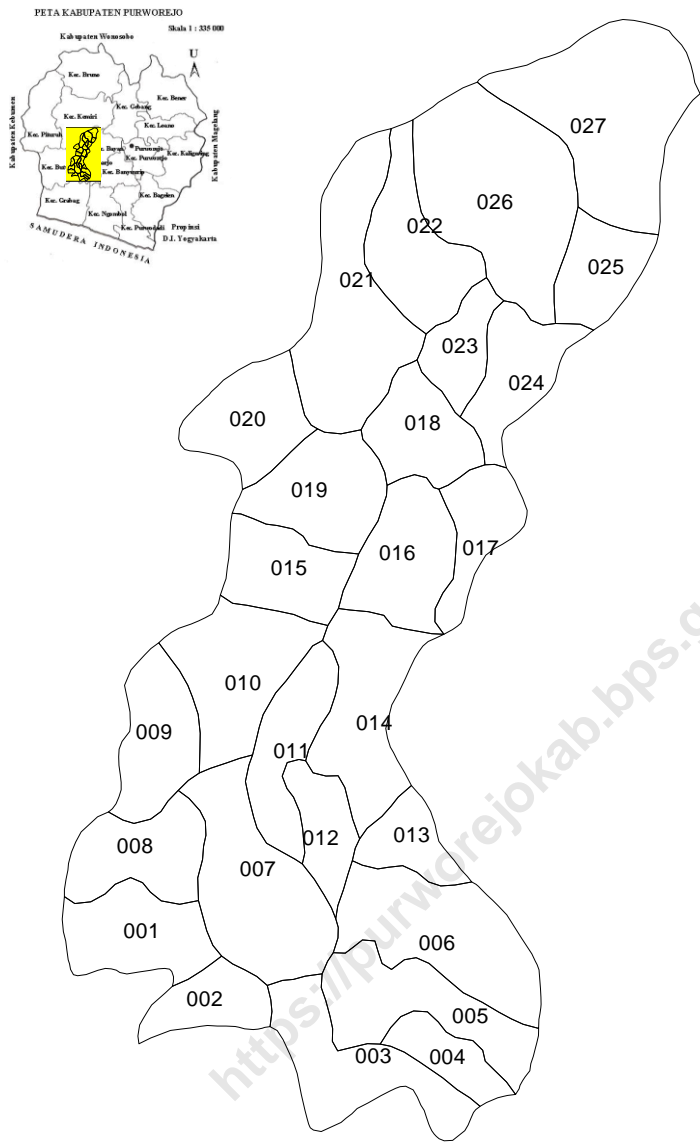 PETA KABUPATEN PURWOREJO
Skala 1 : 335 000
Kabupaten Wonosobo
U
Kec. Bruno
Kec. Bener
Kec. Gebang
Kec. Kemiri
Kec. Loano
Kec. Pituruh
Kec. Bayan
Purworejo
Kec. Purworejo
Kec. Kaligesing
Kec. Banyuurip
Kec. Bagelen
Kec. Grabag
Kec. Ngombol
Kec. Purwodadi
Propinsi
D.I. Yogyakarta
Kabupaten Kebumen
Kabupaten Magelang
SAMUDERA INDONESIA
027
026
022
025
021
023
024
020
018
019
016
017
015
010
014
009
011
012
013
008
007
001
006
002
005
003
004
https://purworejokab.bps.g